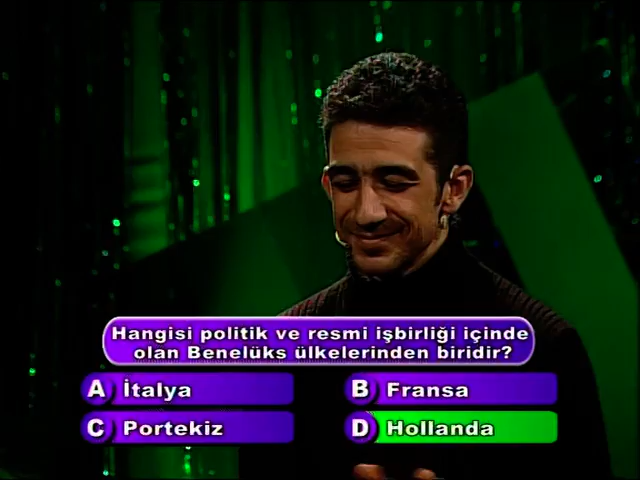 Hangisi politik ve resmi işbirliği içinde
olan Benelüks ülkelerinden biridir?
A İtalya
B Fransa
C Portekiz
D Hollanda